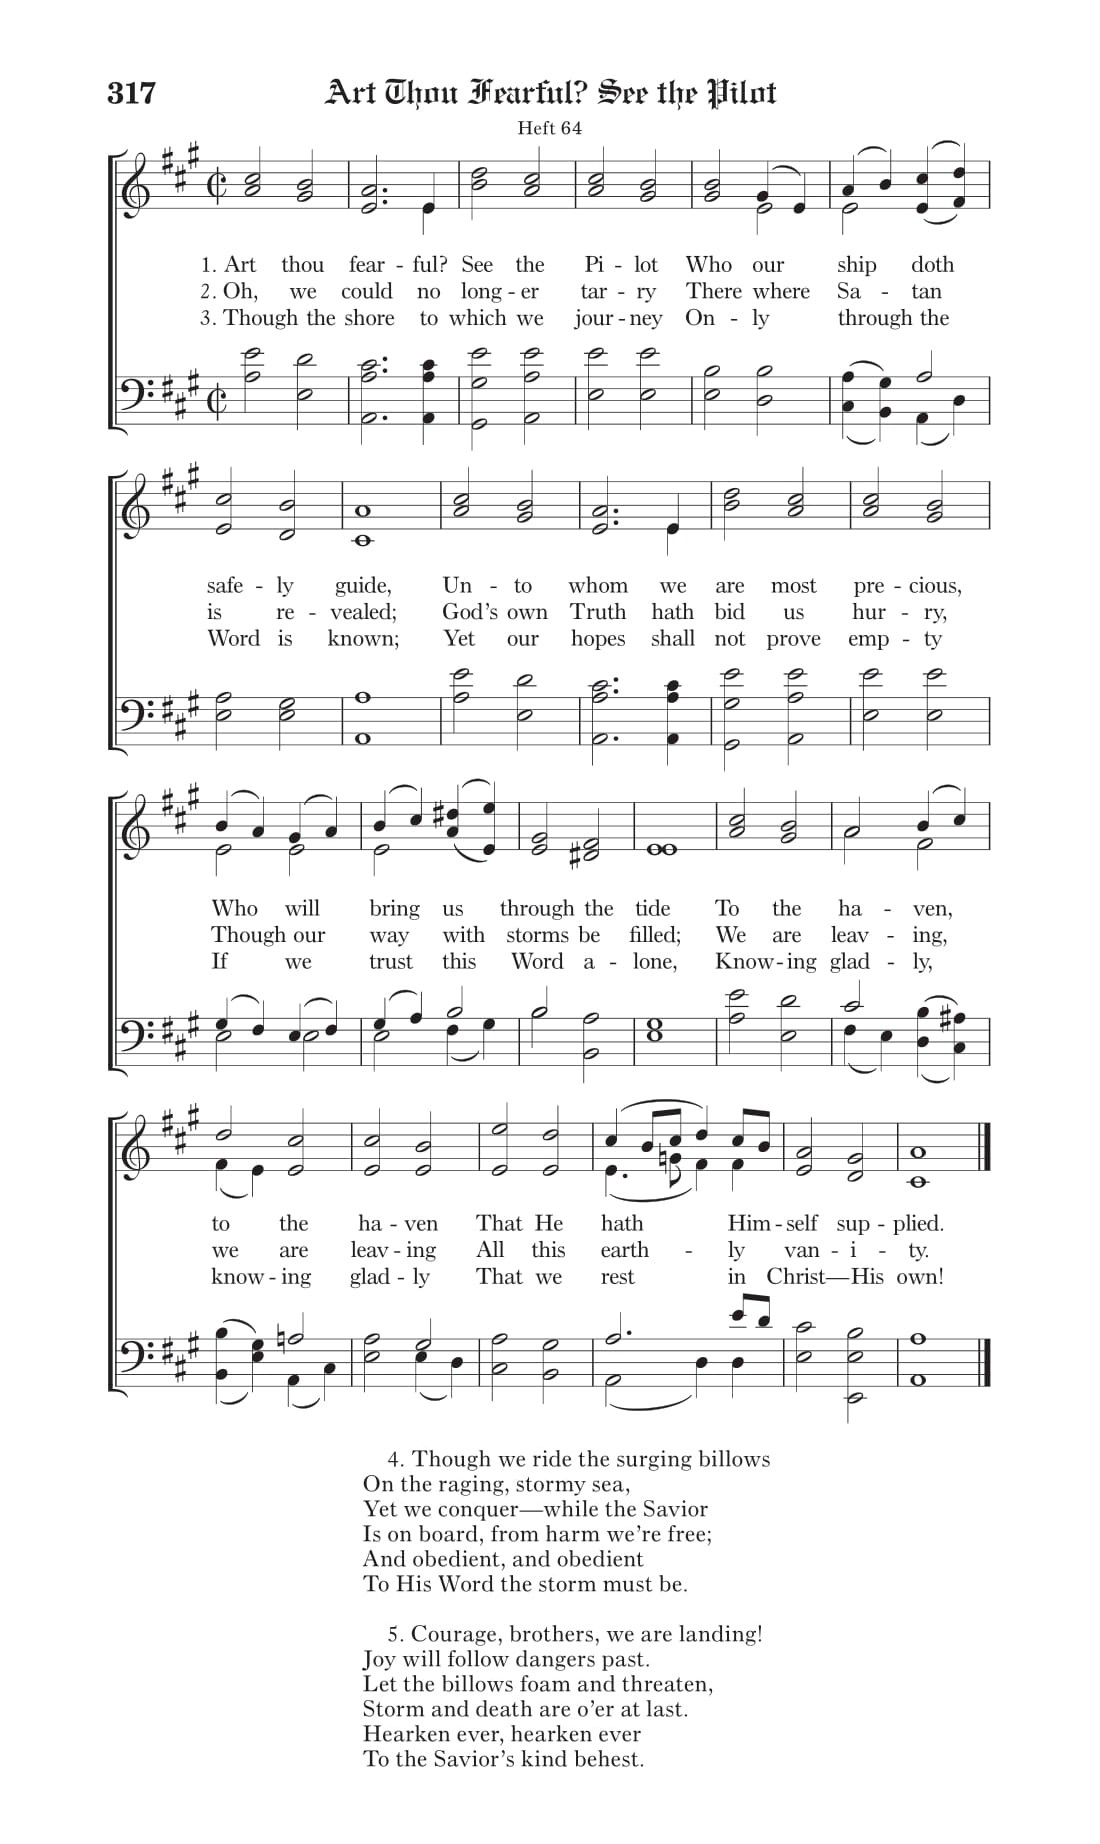 317 Art Thou Fearful? See the Pilot
Heft 64
1. Art thou fear - ful? See the Pi - lot Who our ship doth
2. Oh, we could no long - er tar - ry There where Sa - tan
3. Though the shore to which we jour - ney On - ly through the
safe - ly guide, Un - to whom we are most pre - cious,
is re - vealed; God's own Truth hath bid us hur - ry,
Word is known; Yet our hopes shall not prove emp - ty
Who will bring us through the tide To the ha - ven,
Though our way with storms be filled; We are leav - ing,
If we trust this Word a - lone, Know - ing glad - ly,
to the ha - ven That He hath Him - self sup - plied.
we are leav - ing All this earth - ly van - i - ty.
know - ing glad - ly That we rest in Christ—His own!
4. Though we ride the surging billows
On the raging, stormy sea,
Yet we conquer—while the Savior
Is on board, from harm we're free;
And obedient, and obedient
To His Word the storm must be.
5. Courage, brothers, we are landing!
Joy will follow dangers past.
Let the billows foam and threaten,
Storm and death are o'er at last.
Hearken ever, hearken ever
To the Savior's kind behest.